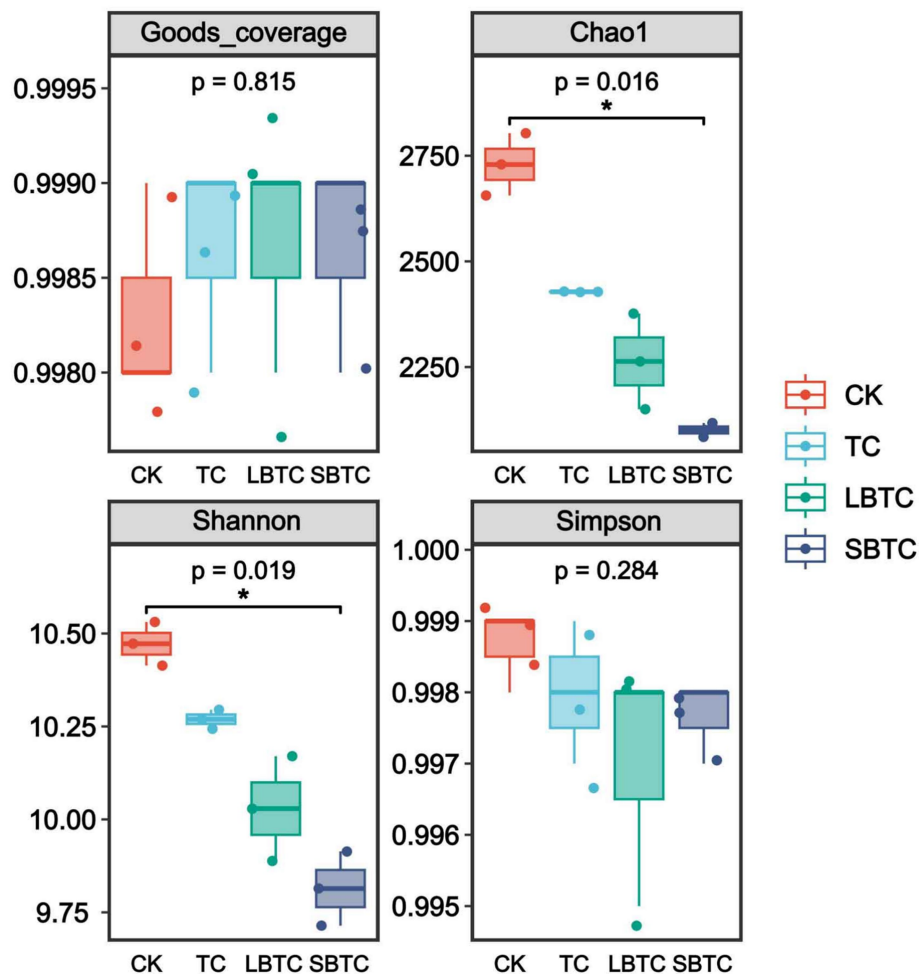 Goods_coverage
p = 0.815
0.9995
0.9990
0.9985
0.9980
CK TC LBTC SBTC
Chao1
p = 0.016
*
2750
2500
2250
CK TC LBTC SBTC
Shannon
p = 0.019
*
10.50
10.25
10.00
9.75
CK TC LBTC SBTC
Simpson
p = 0.284
1.000
0.999
0.998
0.997
0.996
0.995
CK TC LBTC SBTC
CK
TC
LBTC
SBTC